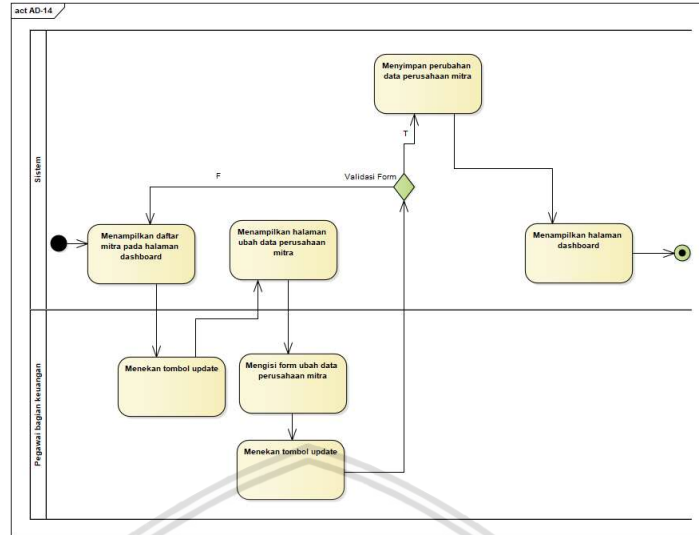 act AD-14
Menyimpan perubahan
data perusahaan mitra
T
Sistem
F
Validasi Form
Menampilkan daftar
mitra pada halaman
dashboard
Menampilkan halaman
ubah data perusahaan
mitra
Menampilkan halaman
dashboard
Pegawai bagian keuangan
Menekan tombol update
Mengisi form ubah data
perusahaan mitra
Menekan tombol update